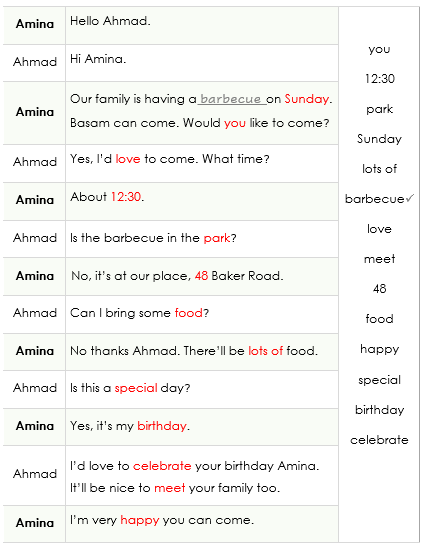 Amina
Hello Ahmad.
Ahmad
Hi Amina.
Amina
Our family is having a barbecue on Sunday.
Basam can come. Would you like to come?
Ahmad
Yes, I'd love to come. What time?
Amina
About 12:30.
Ahmad
Is the barbecue in the park?
Amina
No, it's at our place, 48 Baker Road.
Ahmad
Can I bring some food?
Amina
No thanks Ahmad. There'll be lots of food.
Ahmad
Is this a special day?
Amina
Yes, it's my birthday.
Ahmad
I'd love to celebrate your birthday Amina.
It'll be nice to meet your family too.
Amina
I'm very happy you can come.
you
12:30
park
Sunday
lots of
barbecue✓
love
meet
48
food
happy
special
birthday
celebrate